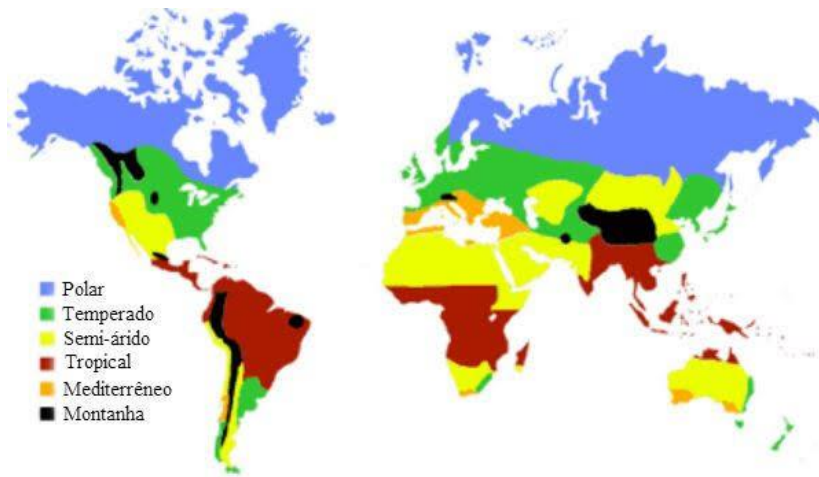 Polar
Temperado
Semi-árido
Tropical
Mediterrêneo
Montanha